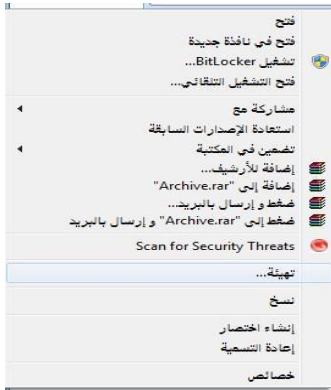 فتح
فتح في نافذة جديدة
تشغيل BitLocker...
فتح التشغيل التلقائي...
مشاركة مع
استعادة الإصدارات السابقة
تضمين في المكتبة
إضافة للأرشيف...
إضافة إلى "Archive.rar"
ضغط و إرسال بالبريد...
ضغط إلى "Archive.rar" و إرسال بالبريد
Scan for Security Threats
تهيئة...
نسخ
إنشاء اختصار
إعادة التسمية
خصائص